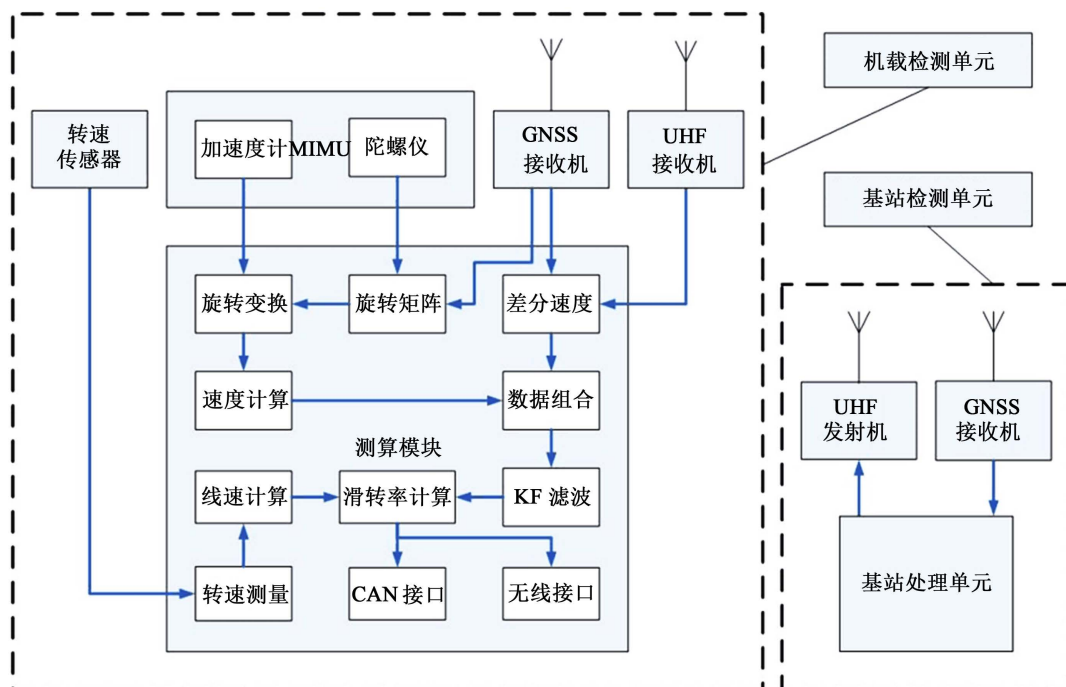 机载检测单元
转速
传感器
加速度计
MIMU
陀螺仪
GNSS
接收机
UHF
接收机
基站检测单元
旋转变换
旋转矩阵
差分速度
速度计算
数据组合
UHF
发射机
GNSS
接收机
测算模块
线速计算
滑转率计算
KF 滤波
转速测量
CAN 接口
无线接口
基站处理单元